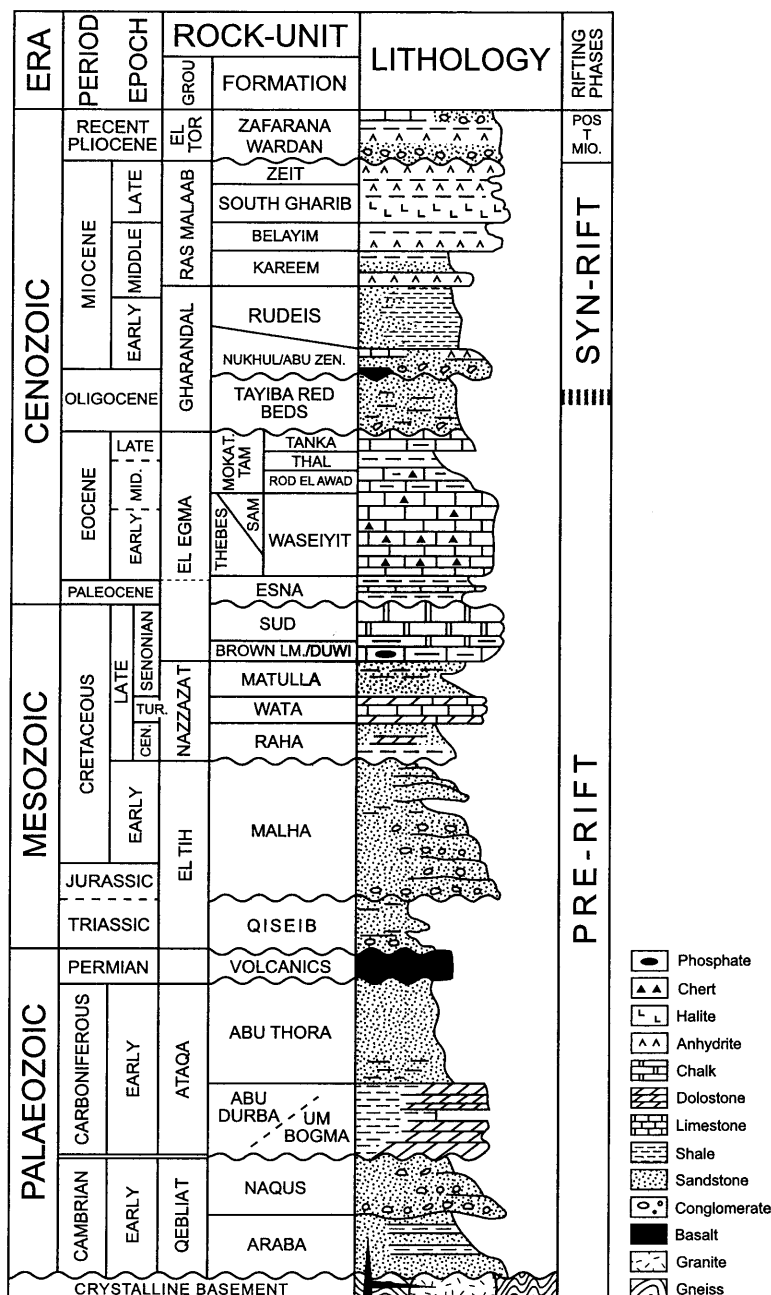 ERA
PERIOD
EPOCH
ROCK-UNIT
GROU
FORMATION
LITHOLOGY
RIFTING
PHASES
CENOZOIC
RECENT
PLIOCENE
EL
TOR
ZAFARANA
WARDAN
POS
T
MIO.
MIOCENE
LATE
RAS MALAAB
ZEIT
SOUTH GHARIB
MIDDLE
BELAYIM
KAREEM
SYN-RIFT
EARLY
GHARANDAL
RUDEIS
NUKHUL/ABU ZEN.
OLIGOCENE
TAYIBA RED
BEDS
EOCENE
LATE
MID.
EARLY
EL EGMA
MOKAT.
TAM
TANKA
THAL
ROD EL AWAD
THEBES
SAM
WASEIYIT
PALEOCENE
ESNA
MESOZOIC
CRETACEOUS
LATE
SENONIAN
SUD
BROWN LM./DUWI
NAZZAZAT
MATULLA
TUR.
WATA
CEN.
RAHA
PRE-RIFT
EARLY
EL TIH
MALHA
JURASSIC
TRIASSIC
QISEIB
PALAEOZOIC
PERMIAN
VOLCANICS
CARBONIFEROUS
EARLY
ATAQA
ABU THORA
ABU
DURBA
UM
BOGMA
CAMBRIAN
EARLY
QEBLIAT
NAQUS
ARABA
CRYSTALLINE BASEMENT
Phosphate
Chert
Halite
Anhydrite
Chalk
Dolostone
Limestone
Shale
Sandstone
Conglomerate
Basalt
Granite
Gneiss